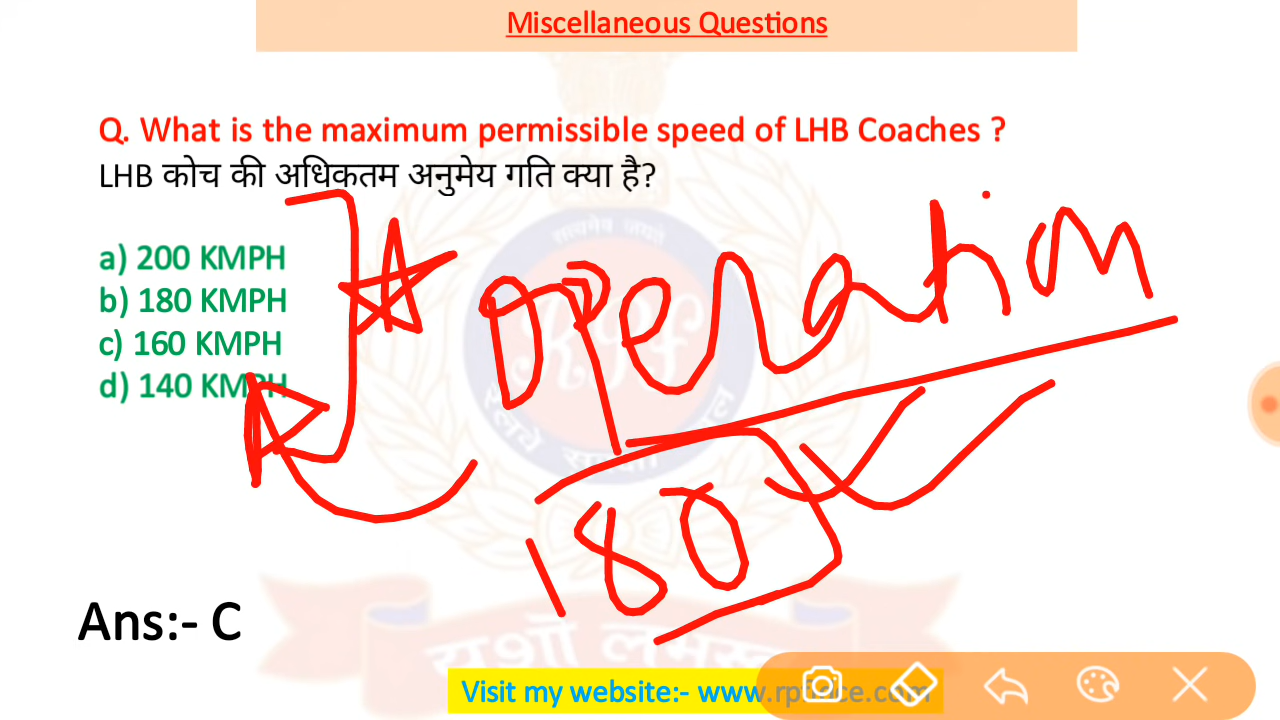 Miscellaneous Questions
Q. What is the maximum permissible speed of LHB Coaches ?
LHB कोच की अधिकतम अनुमेय गति क्या है?
a) 200 KMPH
b) 180 KMPH
c) 160 KMPH
d) 140 KMPH
operation
180
Ans:- C
Visit my website:- www.